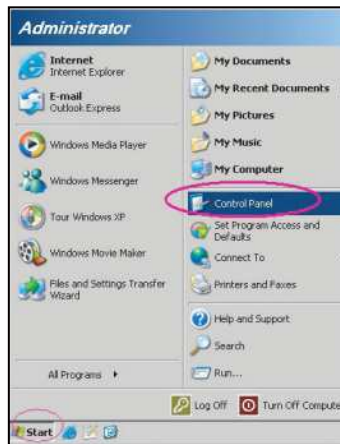 Administrator
Internet
Internet Explorer
E-mail
Outlook Express
Windows Media Player
Windows Messenger
Tour Windows XP
Windows Movie Maker
Files and Settings Transfer
Wizard
All Programs
My Documents
My Recent Documents
My Pictures
My Music
My Computer
Control Panel
Set Program Access and
Defaults
Connect To
Printers and Faxes
Help and Support
Search
Run...
Log Off
Turn Off Compute
Start